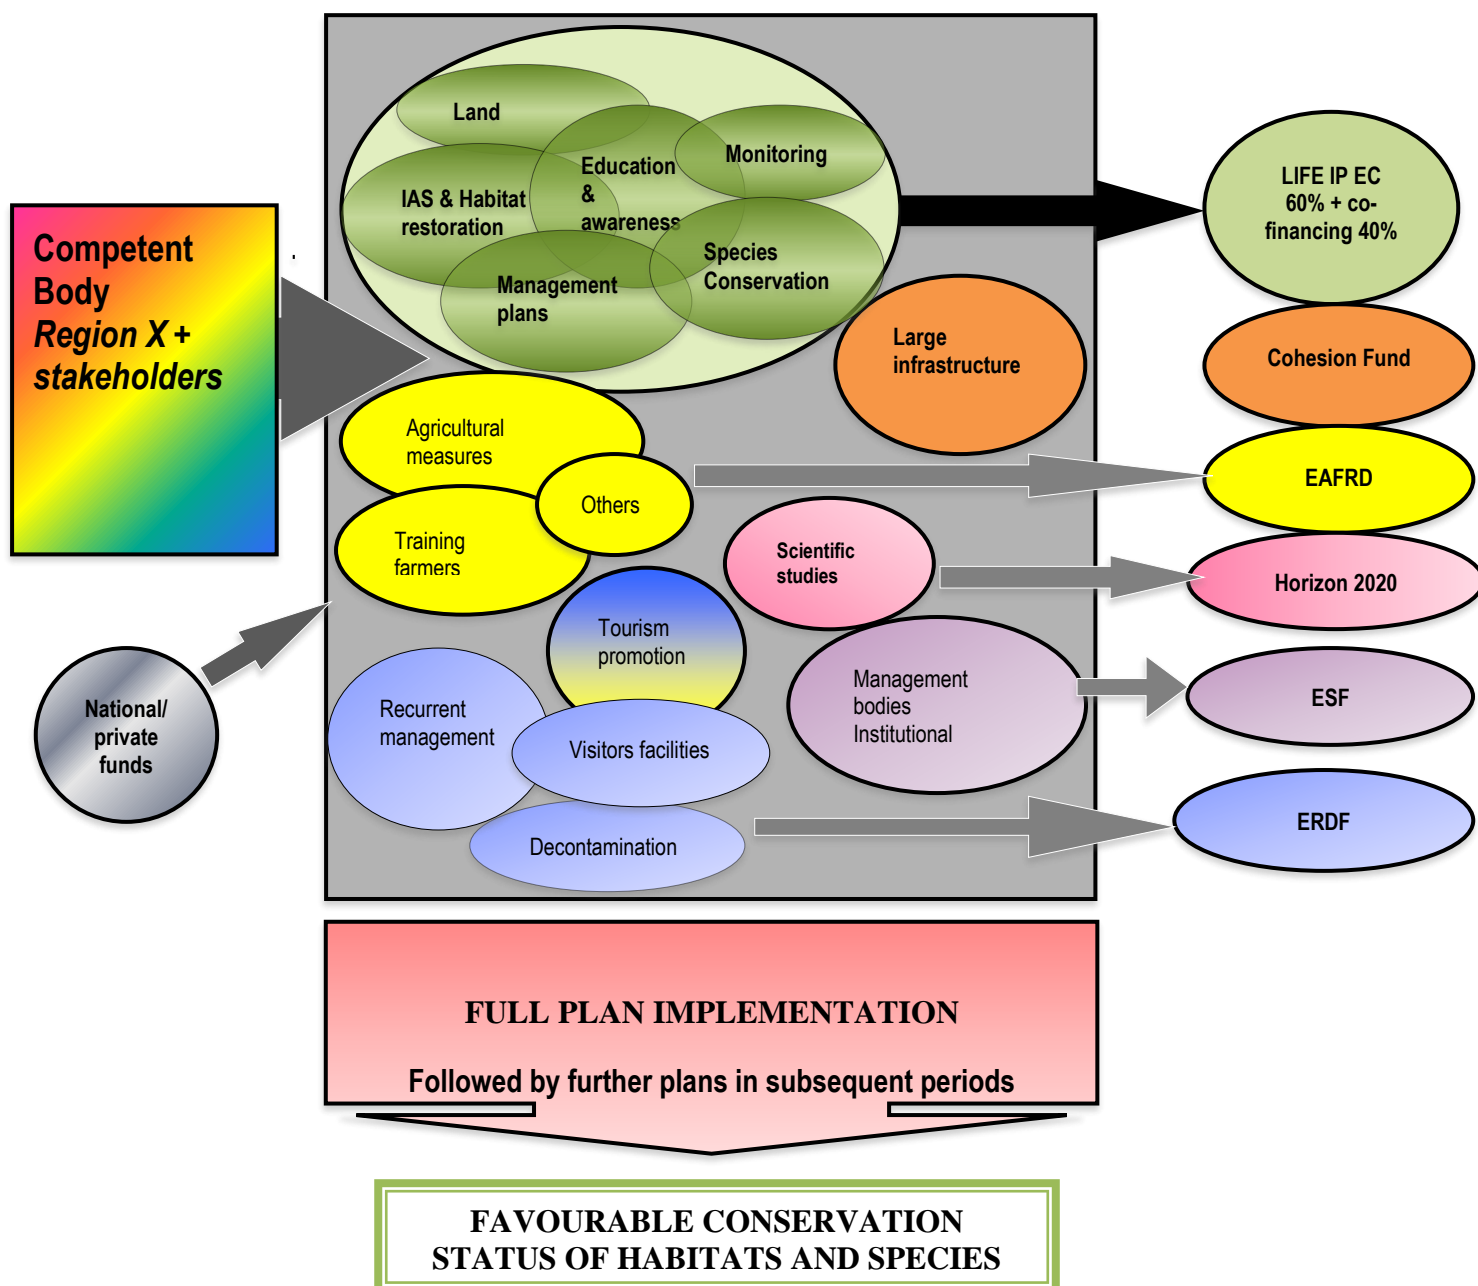 Competent
Body
Region X +
stakeholders
National/
private
funds
Land
Education
&
awareness
Monitoring
IAS & Habitat
restoration
Species
Conservation
Management
plans
Large
infrastructure
Agricultural
measures
Others
Training
farmers
Scientific
studies
Tourism
promotion
Management
bodies
Institutional
Recurrent
management
Visitors facilities
Decontamination
LIFE IP EC
60% + co-
financing 40%
Cohesion Fund
EAFRD
Horizon 2020
ESF
ERDF
FULL PLAN IMPLEMENTATION
Followed by further plans in subsequent periods
FAVOURABLE CONSERVATION
STATUS OF HABITATS AND SPECIES